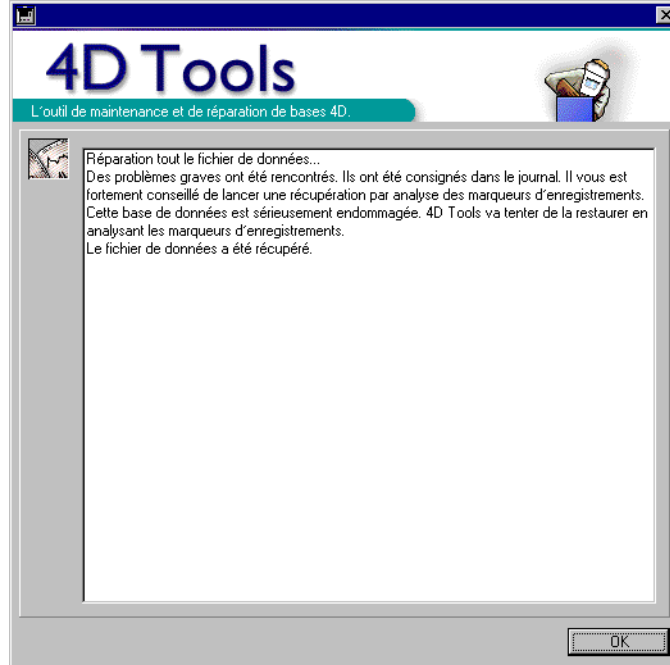 4D Tools
L´outil de maintenance et de réparation de bases 4D.
Réparation tout le fichier de données...
Des problèmes graves ont été rencontrés. Ils ont été consignés dans le journal. Il vous est
fortement conseillé de lancer une récupération par analyse des marqueurs d´enregistrements.
Cette base de données est sérieusement endommagée. 4D Tools va tenter de la restaurer en
analysant les marqueurs d´enregistrements.
Le fichier de données a été récupéré.
OK